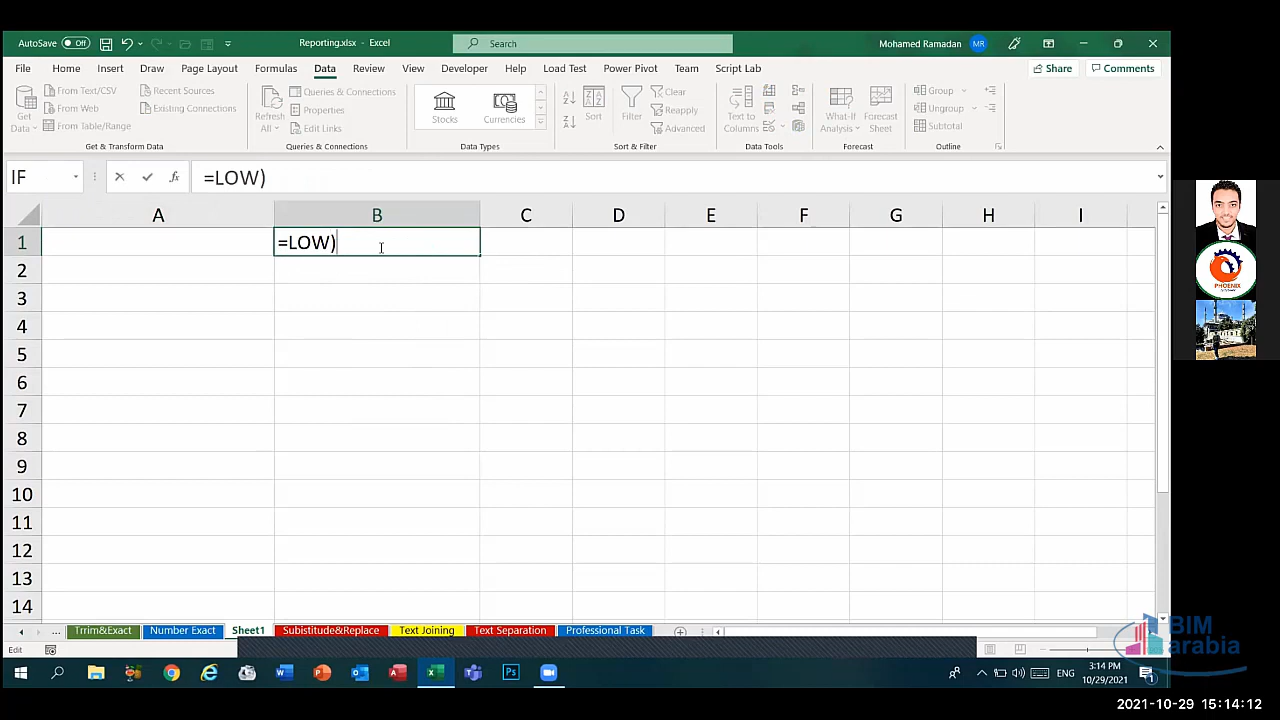 AutoSave Off Reporting.xlsx - Excel Search Mohamed Ramadan MR
File Home Insert Draw Page Layout Formulas Data Review View Developer Help Load Test Power Pivot Team Script Lab Share Comments
Get Data
From Text/CSV
From Web
From Table/Range
Recent Sources
Existing Connections
Refresh All
Queries & Connections
Properties
Edit Links
Stocks
Currencies
Sort
Filter
Clear
Reapply
Advanced
Text to Columns
What-If Analysis
Forecast Sheet
Group
Ungroup
Subtotal
Get & Transform Data Queries & Connections Data Types Sort & Filter Data Tools Forecast Outline
IF fx =LOW)
A B C D E F G H I
1 =LOW)
2
3
4
5
6
7
8
9
10
11
12
13
14
... Trrim&Exact Number Exact Sheet1 Subistitude&Replace Text Joining Text Separation Professional Task
Edit
ENG
3:14 PM
10/29/2021
PHOENIX
BIM
arabia
2021-10-29 15:14:12